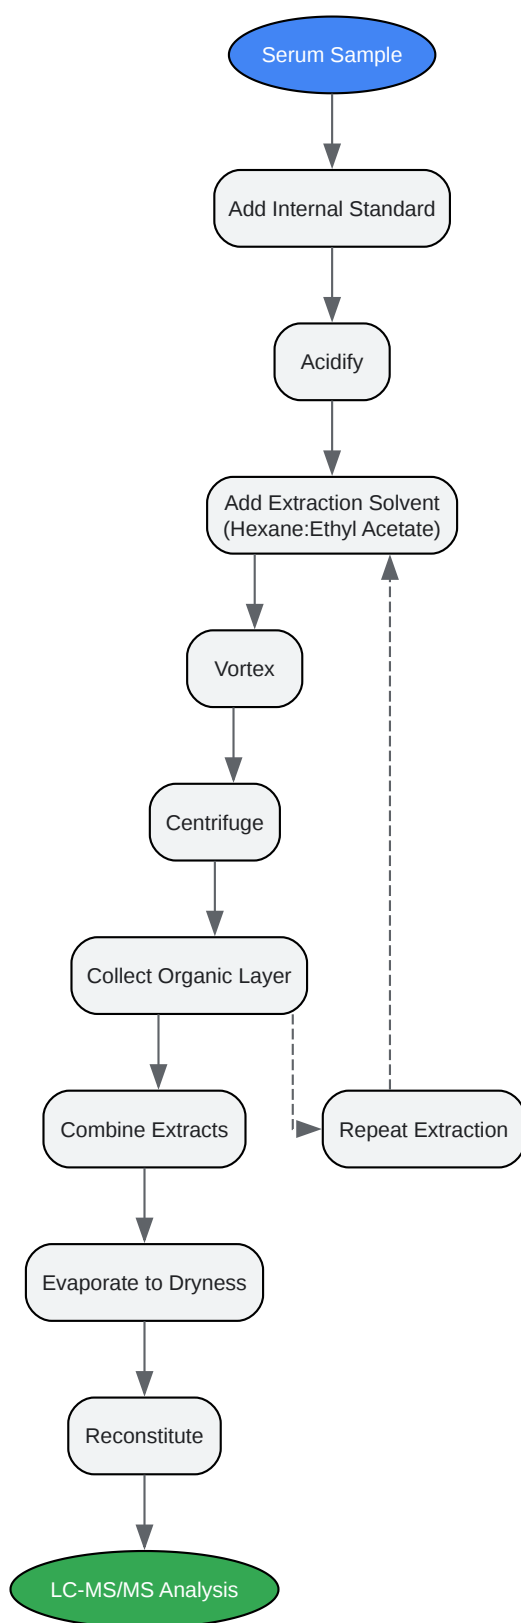 Serum Sample
Add Internal Standard
Acidify
Add Extraction Solvent
(Hexane:Ethyl Acetate)
Vortex
Centrifuge
Collect Organic Layer
Combine Extracts
Repeat Extraction
Evaporate to Dryness
Reconstitute
LC-MS/MS Analysis